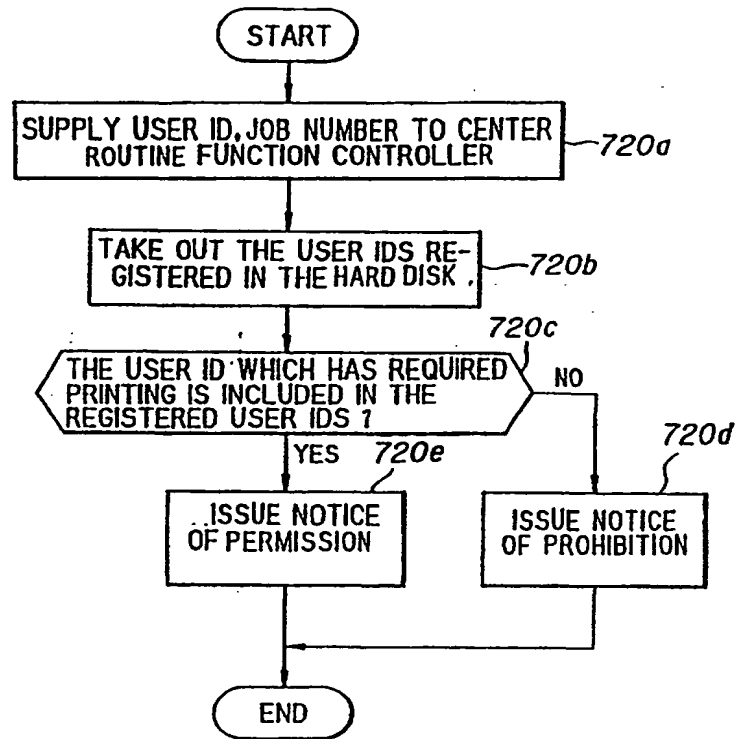 START
SUPPLY USER ID, JOB NUMBER TO CENTER
ROUTINE FUNCTION CONTROLLER
720a
TAKE OUT THE USER IDS RE-
GISTERED IN THE HARD DISK.
720b
720c
THE USER ID WHICH HAS REQUIRED
PRINTING IS INCLUDED IN THE
REGISTERED USER IDS ?
NO
YES
720e
720d
ISSUE NOTICE
OF PERMISSION
ISSUE NOTICE
OF PROHIBITION
END